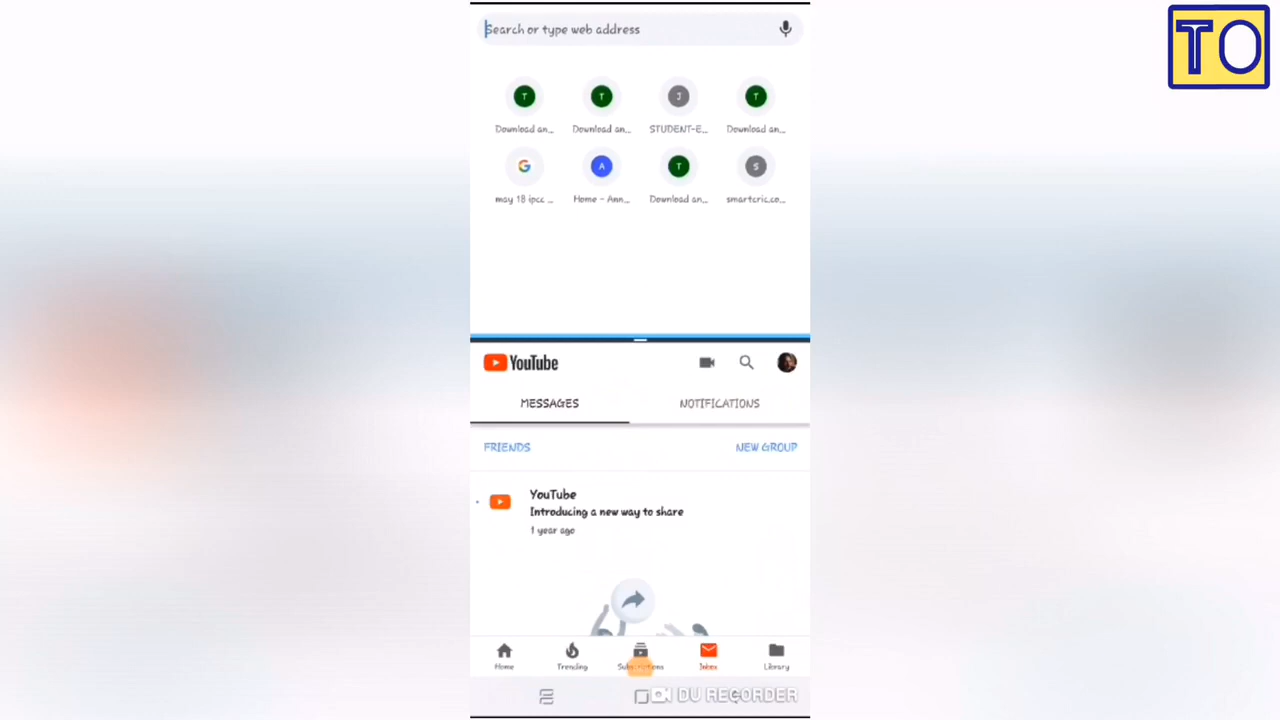 TO
Search or type web address
T T J T
Download an... Download an... STUDENT-E... Download an...
G A T S
may 18 ipcc ... Home - Ann... Download an... smartcric.co...
YouTube
MESSAGES NOTIFICATIONS
FRIENDS NEW GROUP
YouTube
Introducing a new way to share
1 year ago
Home Trending Subscriptions Inbox Library
DU RECORDER